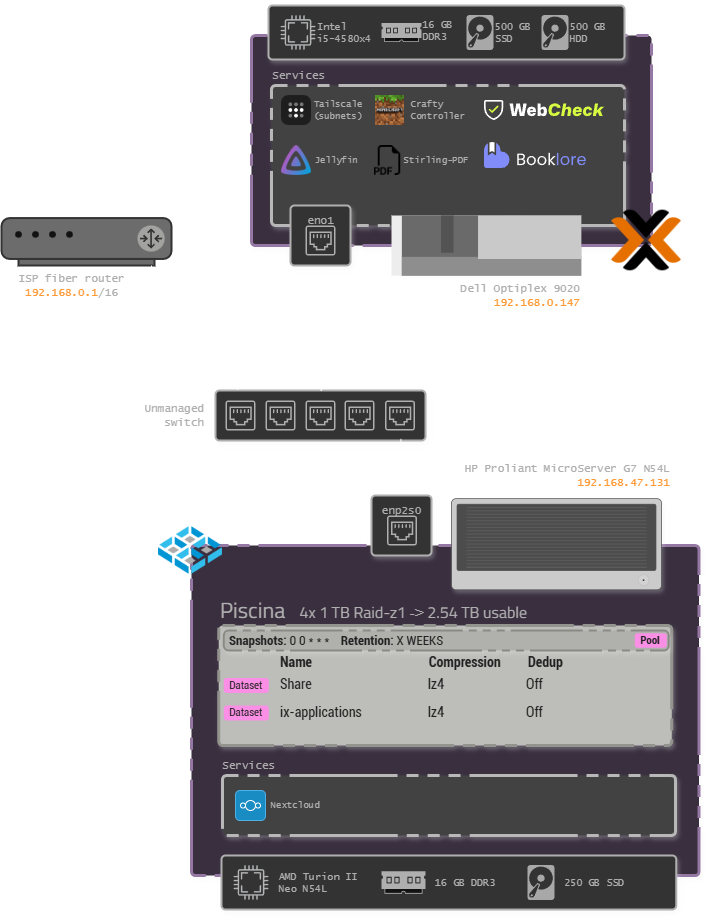 Intel
i5-4580x4
16 GB
DDR3
500 GB
SSD
500 GB
HDD
Services
Tailscale
(subnets)
Crafty
Controller
WebCheck
Jellyfin
PDF
Stirling-PDF
Booklore
eno1
ISP fiber router
192.168.0.1/16
Dell Optiplex 9020
192.168.0.147
Unmanaged
switch
HP Proliant MicroServer G7 N54L
192.168.47.131
enp2s0
Piscina 4x 1 TB Raid-z1 -> 2.54 TB usable
Snapshots: 0 0 * * * Retention: X WEEKS Pool
Name Compression Dedup
Dataset Share lz4 Off
Dataset ix-applications lz4 Off
Services
Nextcloud
AMD Turion II
Neo N54L
16 GB DDR3
250 GB SSD